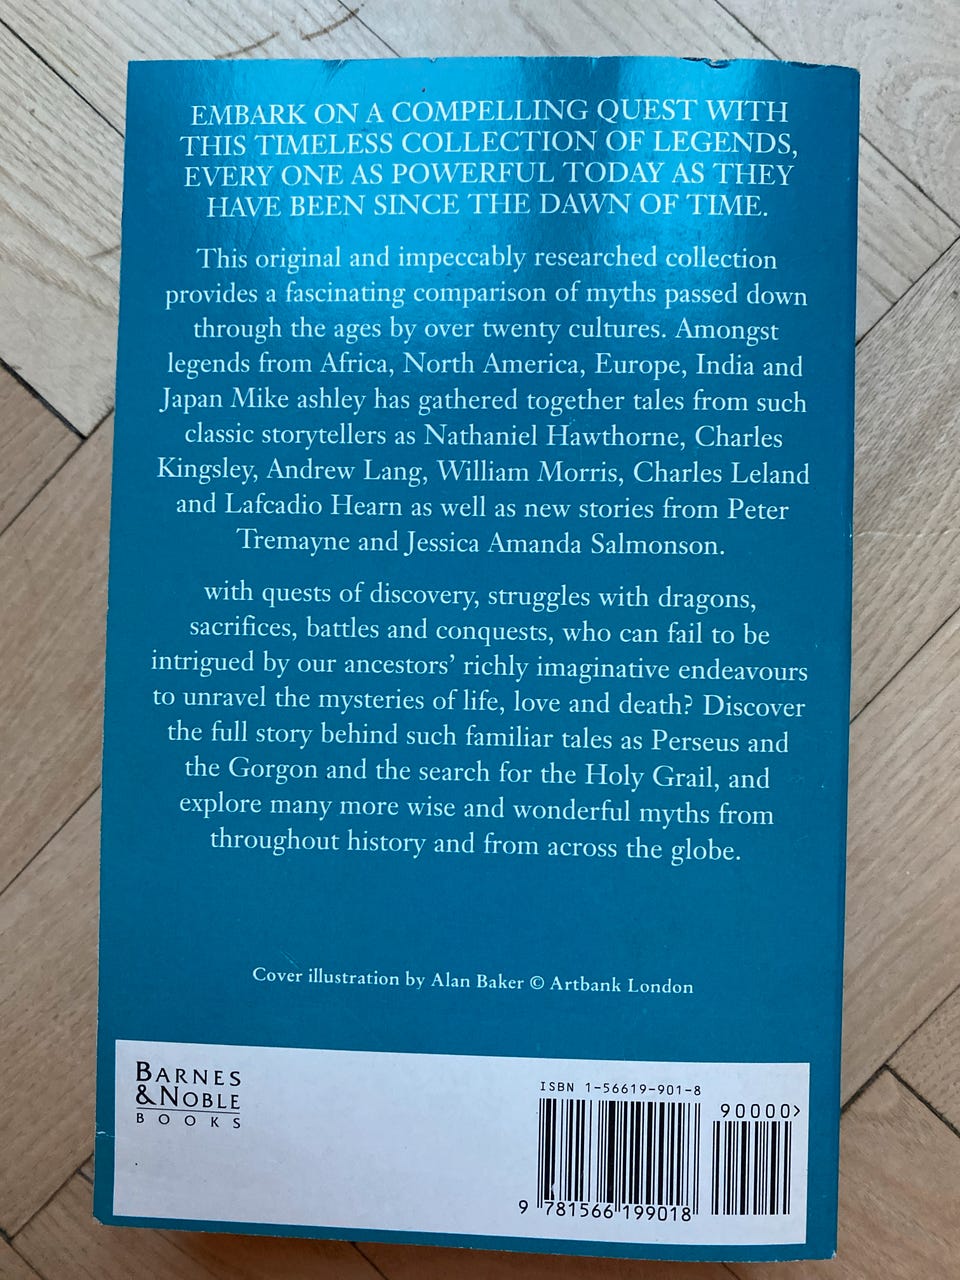 EMBARK ON A COMPELLING QUEST WITH
THIS TIMELESS COLLECTION OF LEGENDS,
EVERY ONE AS POWERFUL TODAY AS THEY
HAVE BEEN SINCE THE DAWN OF TIME.
This original and impeccably researched collection
provides a fascinating comparison of myths passed down
through the ages by over twenty cultures. Amongst
legends from Africa, North America, Europe, India and
Japan Mike ashley has gathered together tales from such
classic storytellers as Nathaniel Hawthorne, Charles
Kingsley, Andrew Lang, William Morris, Charles Leland
and Lafcadio Hearn as well as new stories from Peter
Tremayne and Jessica Amanda Salmonson.
with quests of discovery, struggles with dragons,
sacrifices, battles and conquests, who can fail to be
intrigued by our ancestors' richly imaginative endeavours
to unravel the mysteries of life, love and death? Discover
the full story behind such familiar tales as Perseus and
the Gorgon and the search for the Holy Grail, and
explore many more wise and wonderful myths from
throughout history and from across the globe.
Cover illustration by Alan Baker © Artbank London
BARNES
&NOBLE
BOOKS
ISBN 1-56619-901-8
90000>
9 781566 199018